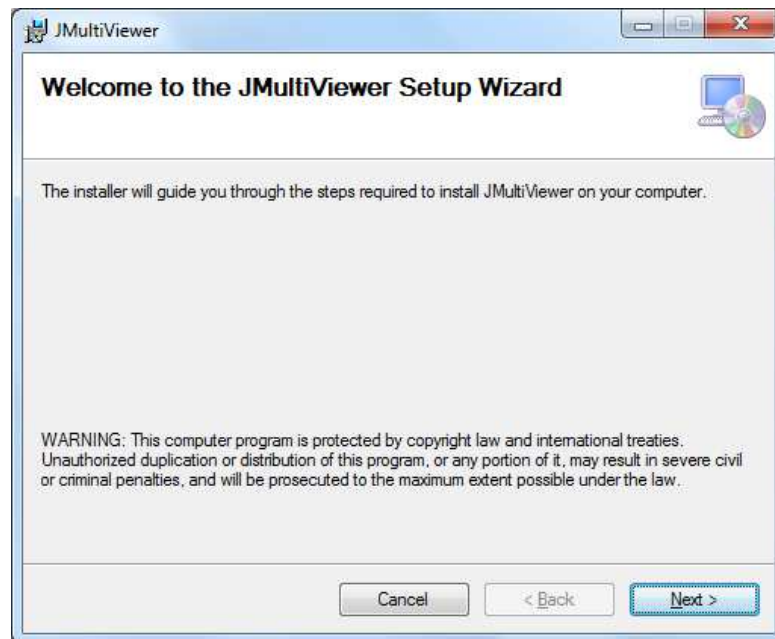 JMultiViewer
Welcome to the JMultiViewer Setup Wizard
The installer will guide you through the steps required to install JMultiViewer on your computer.
WARNING: This computer program is protected by copyright law and international treaties.
Unauthorized duplication or distribution of this program, or any portion of it, may result in severe civil
or criminal penalties, and will be prosecuted to the maximum extent possible under the law.
Cancel < Back Next >